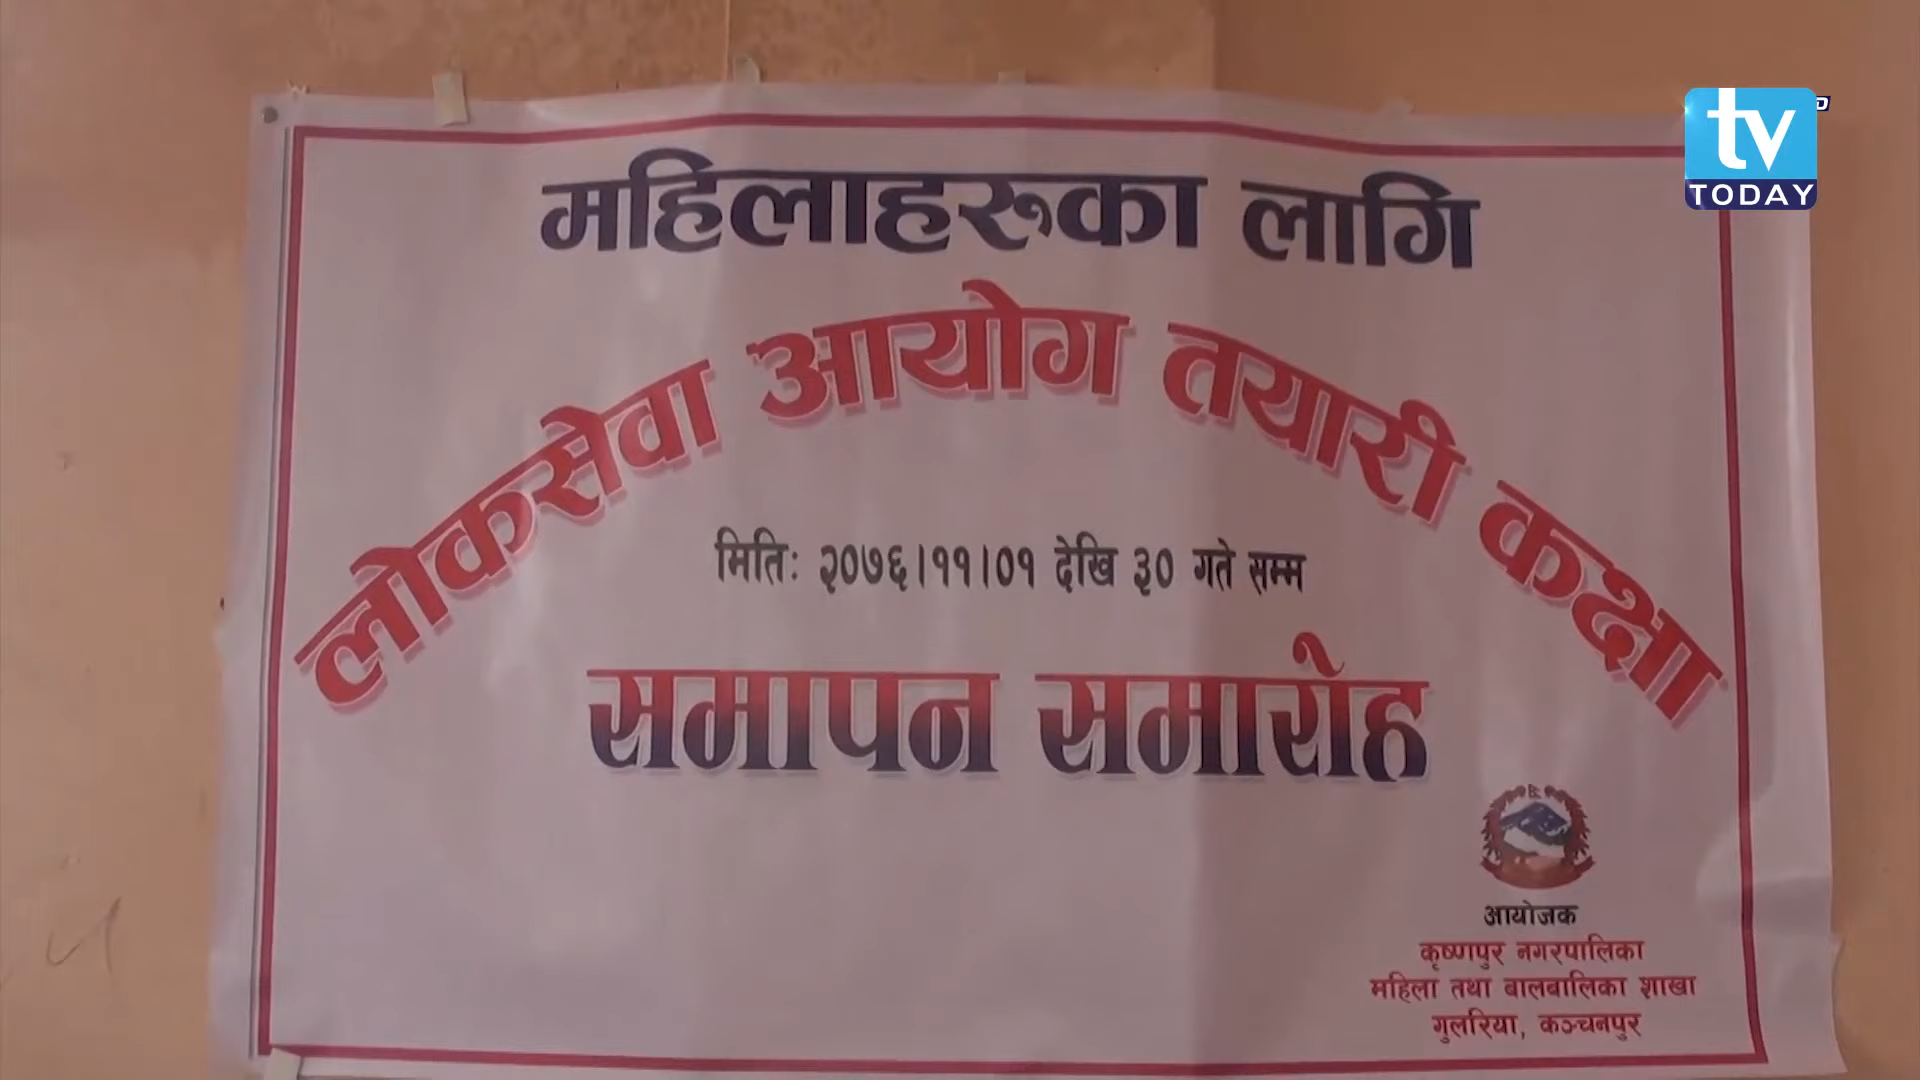 tv
TODAY
महिलाहरुका लागि
लोकसेवा आयोग तयारी कक्षा
मितिः २०७६।११।०१ देखि ३० गते सम्म
समापन समारोह
आयोजक
कृष्णपुर नगरपालिका
महिला तथा बालबालिका शाखा
गुलरिया, कञ्चनपुर